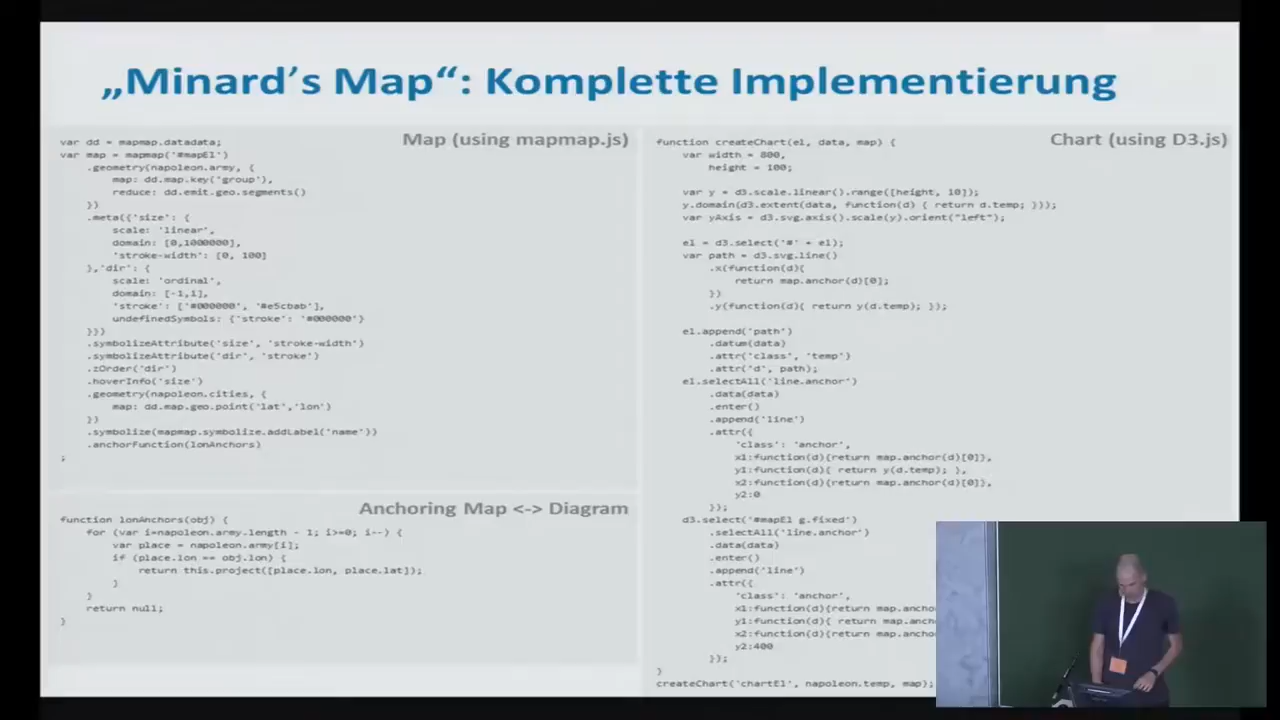 „Minard’s Map“: Komplette Implementierung
Map (using mapmap.js)
var dd = mapmap.datadata;
var map = mapmap('#mapEl')
.geometry(napoleon.army, {
map: dd.map.key('group'),
reduce: dd.emit.geo.segments()
})
.meta({'size': {
scale: 'linear',
domain: [0,1000000],
'stroke-width': [0, 100]
},'dir': {
scale: 'ordinal',
domain: [-1,1],
'stroke': ['#000000', '#e5cbab'],
undefinedSymbols: {'stroke': '#000000'}
}})
.symbolizeAttribute('size', 'stroke-width')
.symbolizeAttribute('dir', 'stroke')
.zOrder('dir')
.hoverInfo('size')
.geometry(napoleon.cities, {
map: dd.map.geo.point('lat','lon')
})
.symbolize(mapmap.symbolize.addLabel('name'))
.anchorFunction(lonAnchors)
;
Anchoring Map <-> Diagram
function lonAnchors(obj) {
for (var i=napoleon.army.length - 1; i>=0; i--) {
var place = napoleon.army[i];
if (place.lon == obj.lon) {
return this.project([place.lon, place.lat]);
}
}
return null;
}
Chart (using D3.js)
function createChart(el, data, map) {
var width = 800,
height = 100;
var y = d3.scale.linear().range([height, 10]);
y.domain(d3.extent(data, function(d) { return d.temp; }));
var yAxis = d3.svg.axis().scale(y).orient("left");
el = d3.select('#' + el);
var path = d3.svg.line()
.x(function(d){
return map.anchor(d)[0];
})
.y(function(d){ return y(d.temp); });
el.append('path')
.datum(data)
.attr('class', 'temp')
.attr('d', path);
el.selectAll('line.anchor')
.data(data)
.enter()
.append('line')
.attr({
'class': 'anchor',
x1:function(d){return map.anchor(d)[0]},
y1:function(d){ return y(d.temp); },
x2:function(d){return map.anchor(d)[0]},
y2:0
});
d3.select('#mapEl g.fixed')
.selectAll('line.anchor')
.data(data)
.enter()
.append('line')
.attr({
'class': 'anchor',
x1:function(d){return map.ancho
y1:function(d){ return map.anch
x2:function(d){return map.ancho
y2:400
});
}
createChart('chartEl', napoleon.temp, map);